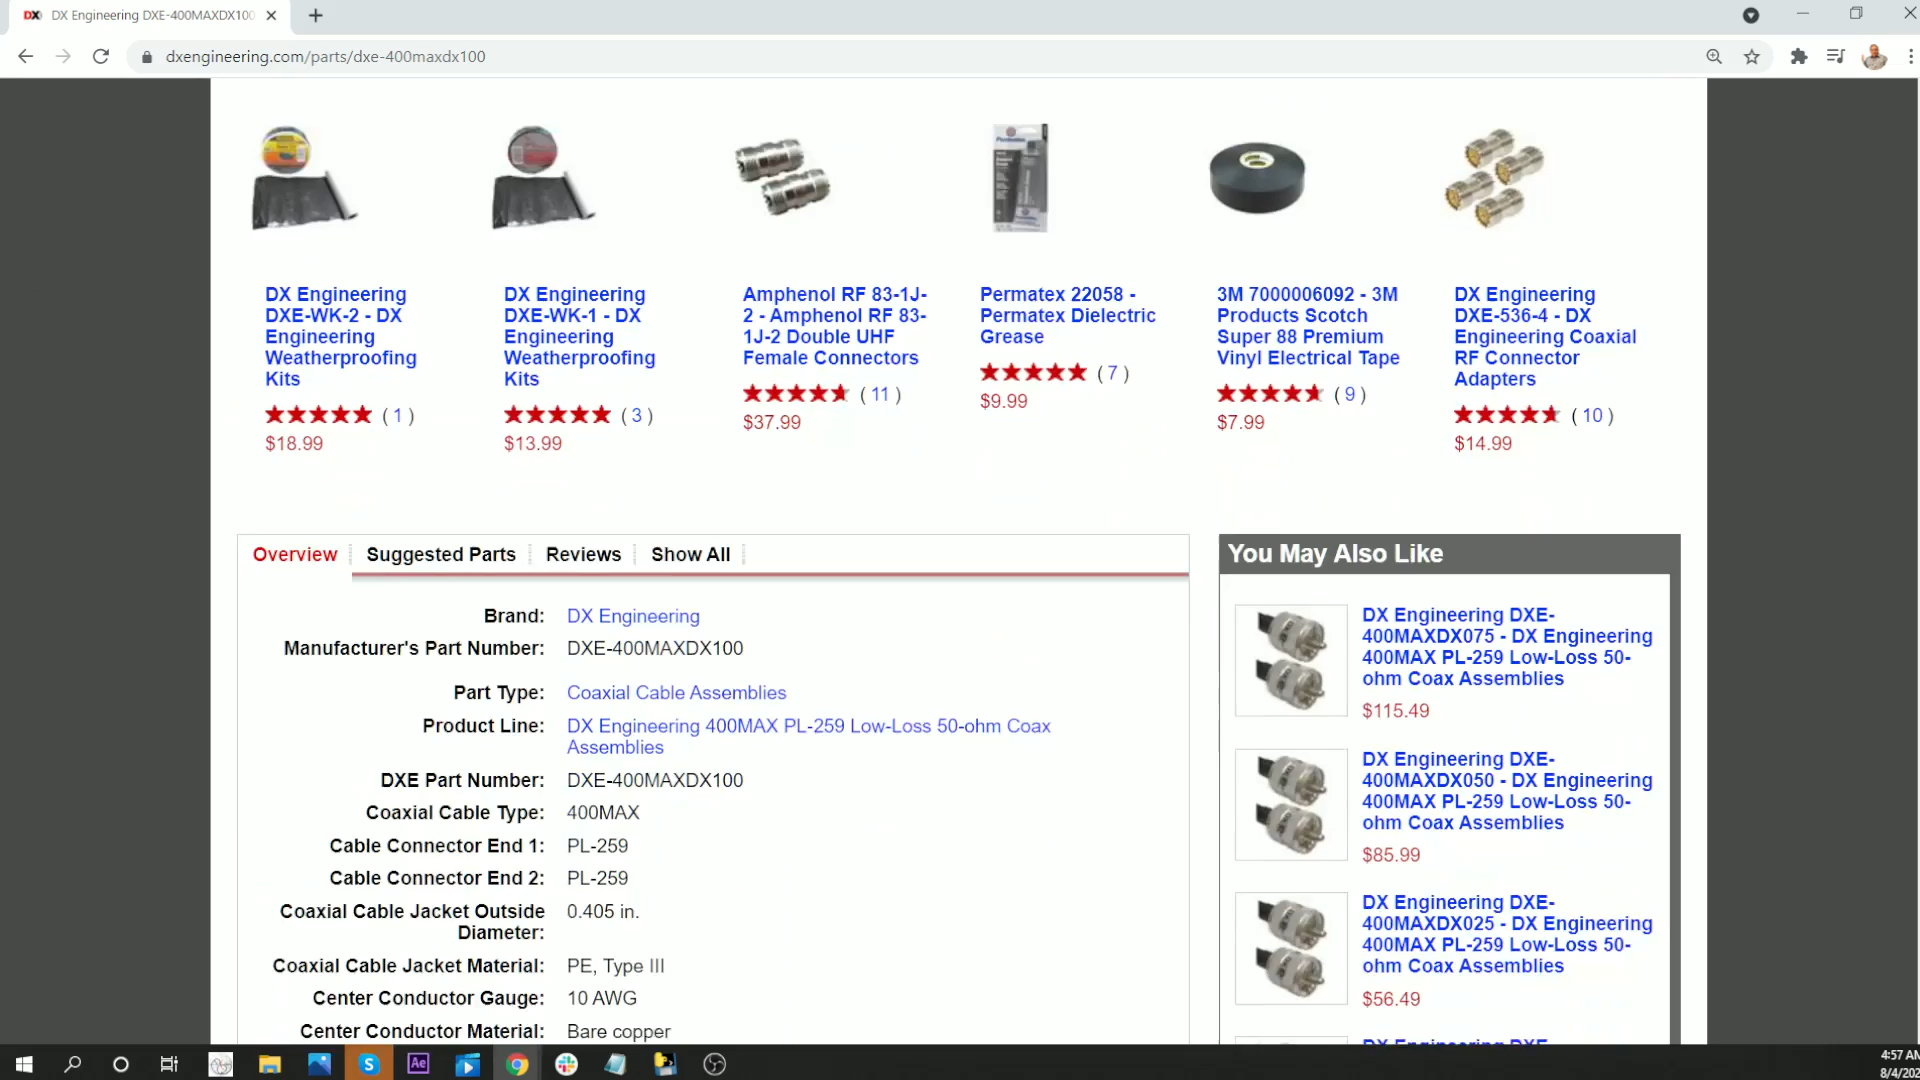 DX DX Engineering DXE-400MAXDX100
dxengineering.com/parts/dxe-400maxdx100
DX Engineering
DXE-WK-2 - DX
Engineering
Weatherproofing
Kits
( 1 )
$18.99
DX Engineering
DXE-WK-1 - DX
Engineering
Weatherproofing
Kits
( 3 )
$13.99
Amphenol RF 83-1J-
2 - Amphenol RF 83-
1J-2 Double UHF
Female Connectors
( 11 )
$37.99
Permatex 22058 -
Permatex Dielectric
Grease
( 7 )
$9.99
3M 7000006092 - 3M
Products Scotch
Super 88 Premium
Vinyl Electrical Tape
( 9 )
$7.99
DX Engineering
DXE-536-4 - DX
Engineering Coaxial
RF Connector
Adapters
( 10 )
$14.99
Overview Suggested Parts Reviews Show All
Brand: DX Engineering
Manufacturer's Part Number: DXE-400MAXDX100
Part Type: Coaxial Cable Assemblies
Product Line: DX Engineering 400MAX PL-259 Low-Loss 50-ohm Coax
Assemblies
DXE Part Number: DXE-400MAXDX100
Coaxial Cable Type: 400MAX
Cable Connector End 1: PL-259
Cable Connector End 2: PL-259
Coaxial Cable Jacket Outside 0.405 in.
Diameter:
Coaxial Cable Jacket Material: PE, Type III
Center Conductor Gauge: 10 AWG
Center Conductor Material: Bare copper
You May Also Like
DX Engineering DXE-
400MAXDX075 - DX Engineering
400MAX PL-259 Low-Loss 50-
ohm Coax Assemblies
$115.49
DX Engineering DXE-
400MAXDX050 - DX Engineering
400MAX PL-259 Low-Loss 50-
ohm Coax Assemblies
$85.99
DX Engineering DXE-
400MAXDX025 - DX Engineering
400MAX PL-259 Low-Loss 50-
ohm Coax Assemblies
$56.49
DX Engineering DXE-
S
Ae
4:57 AM
8/4/202